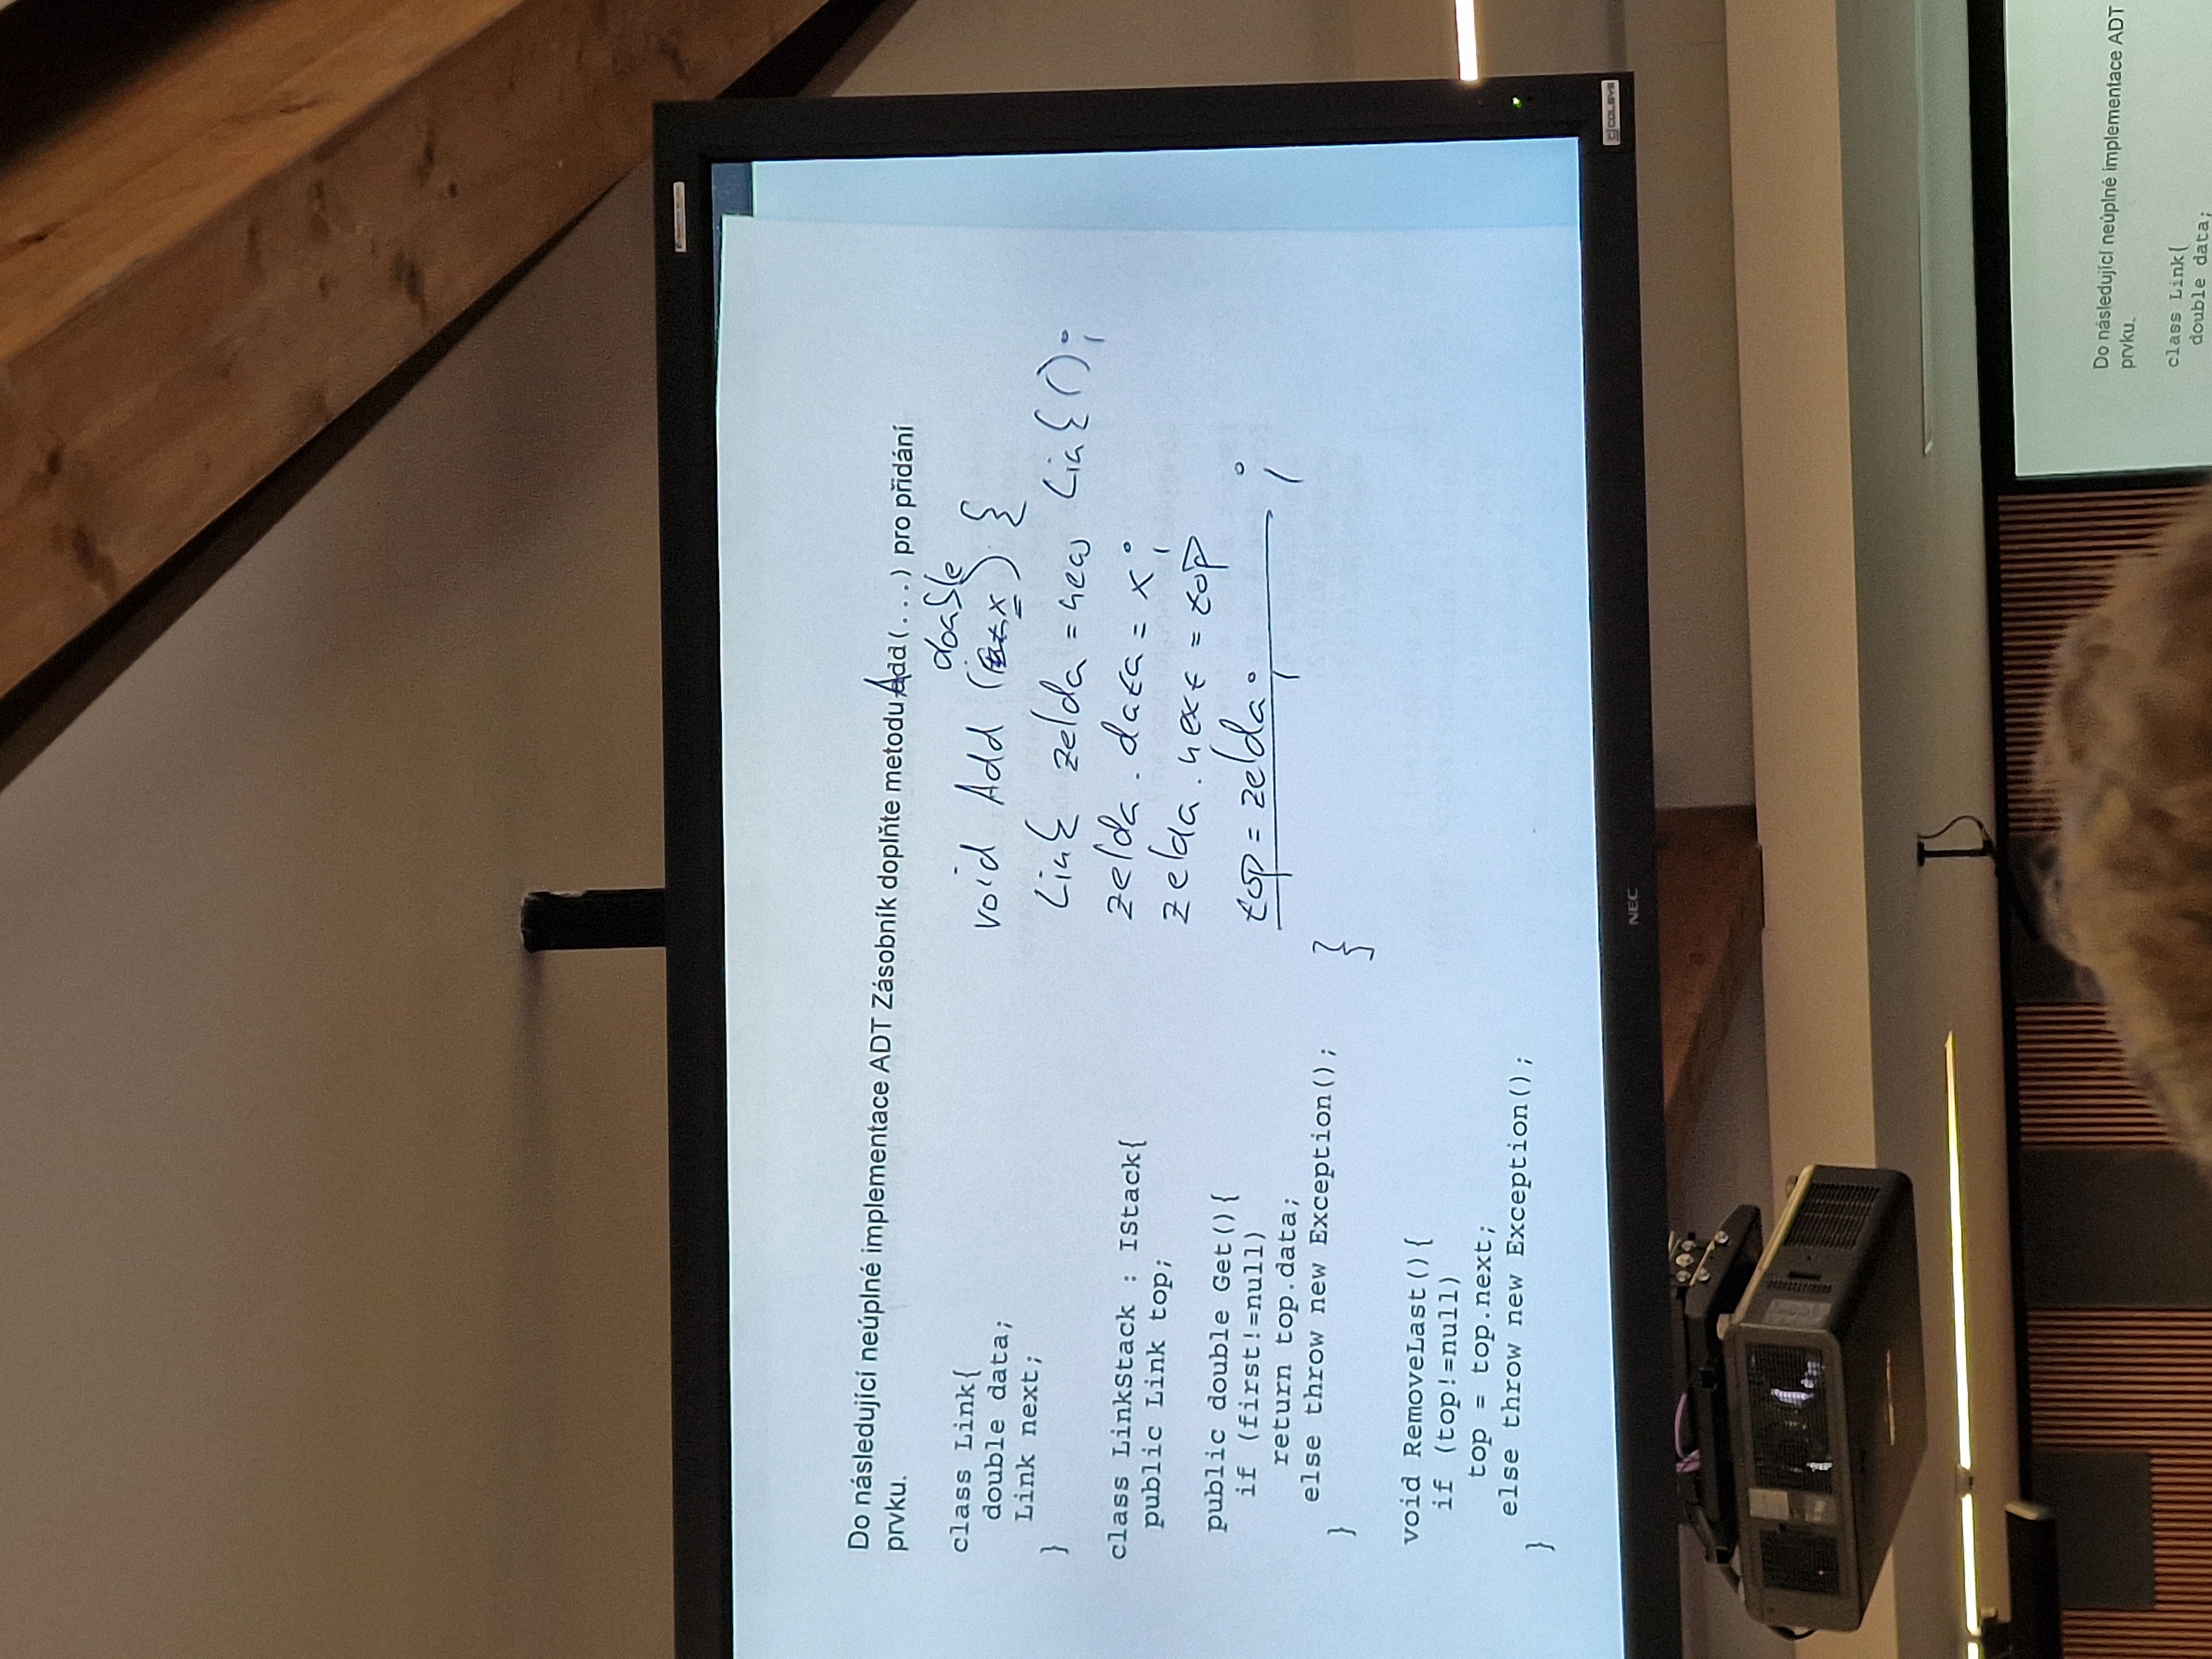 Do následující neúplné implementace ADT Zásobník doplňte metodu Add(...) pro přidání
prvku.
class Link{
double data;
Link next;
}
class LinkStack : IStack{
public Link top;
public double Get(){
if (first!=null)
return top.data;
else throw new Exception();
}
void RemoveLast(){
if (top!=null)
top = top.next;
else throw new Exception();
}
double
void Add (x) {
Link zelda = new Link();
zelda.data = x;
zelda.next = top
top = zelda; ;
}
NEC
COLSYS
Do následující neúplné implementace ADT
prvku.
class Link{
double data;